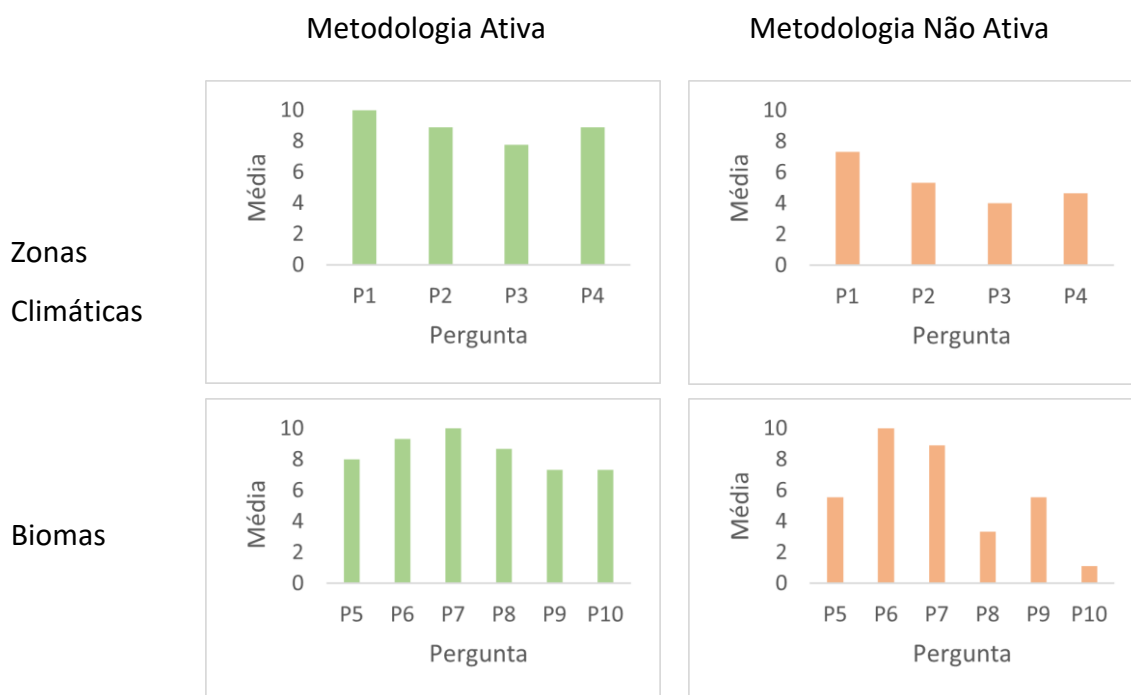 Metodologia Ativa
Metodologia Não Ativa
Zonas
Climáticas
10
8
6
4
2
0
Média
P1 P2 P3 P4
Pergunta
10
8
6
4
2
0
Média
P1 P2 P3 P4
Pergunta
Biomas
10
8
6
4
2
0
Média
P5 P6 P7 P8 P9 P10
Pergunta
10
8
6
4
2
0
Média
P5 P6 P7 P8 P9 P10
Pergunta